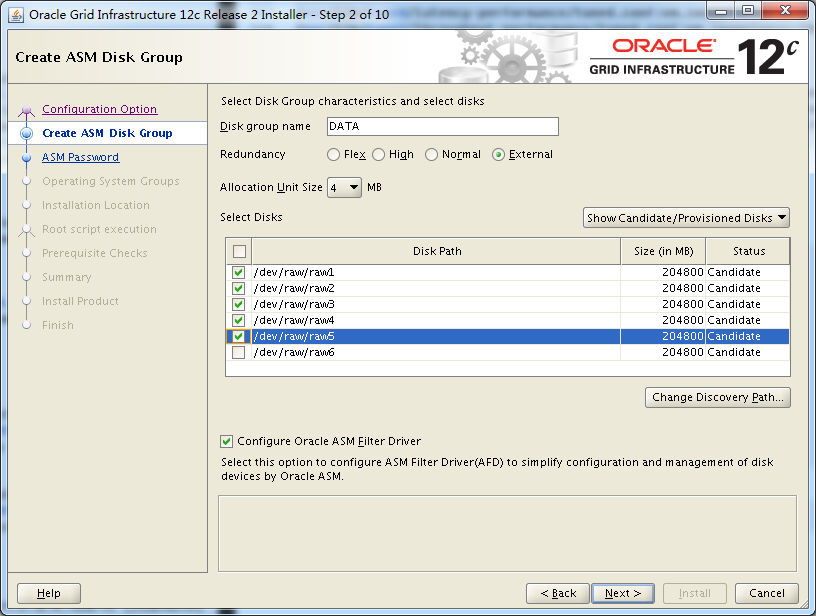 Oracle Grid Infrastructure 12c Release 2 Installer - Step 2 of 10
Create ASM Disk Group
ORACLE
GRID INFRASTRUCTURE
12c
Configuration Option
Create ASM Disk Group
ASM Password
Operating System Groups
Installation Location
Root script execution
Prerequisite Checks
Summary
Install Product
Finish
Select Disk Group characteristics and select disks
Disk group name DATA
Redundancy Flex High Normal External
Allocation Unit Size 4 MB
Select Disks Show Candidate/Provisioned Disks
Disk Path Size (in MB) Status
/dev/raw/raw1 204800 Candidate
/dev/raw/raw2 204800 Candidate
/dev/raw/raw3 204800 Candidate
/dev/raw/raw4 204800 Candidate
/dev/raw/raw5 204800 Candidate
/dev/raw/raw6 204800 Candidate
Change Discovery Path...
Configure Oracle ASM Filter Driver
Select this option to configure ASM Filter Driver(AFD) to simplify configuration and management of disk
devices by Oracle ASM.
Help < Back Next > Install Cancel